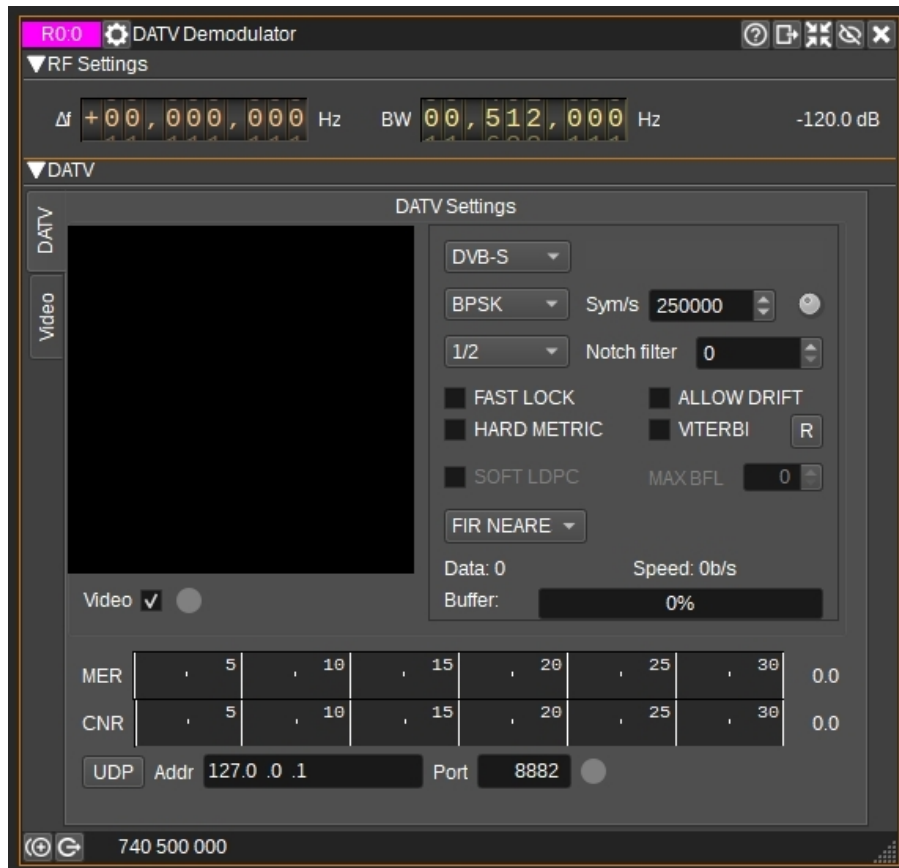 R0:0 DATV Demodulator
RF Settings
Δf +00,000,000 Hz BW 00,512,000 Hz -120.0 dB
DATV
DATV
Video
DATV Settings
DVB-S
BPSK Sym/s 250000
1/2 Notch filter 0
FAST LOCK ALLOW DRIFT
HARD METRIC VITERBI R
SOFT LDPC MAX BFL 0
FIR NEARE
Data: 0 Speed: 0b/s
Buffer: 0%
Video
MER 5 10 15 20 25 30 0.0
CNR 5 10 15 20 25 30 0.0
UDP Addr 127.0 .0 .1 Port 8882
740 500 000